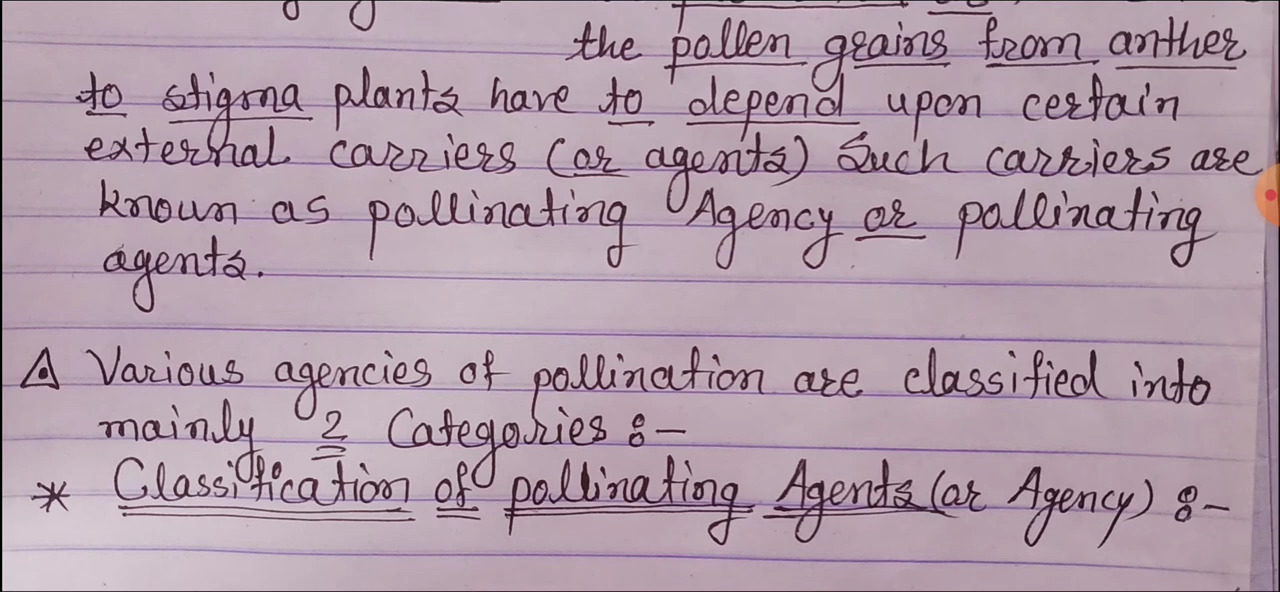 the pollen grains from anther
to stigma plants have to depend upon certain
external carriers (or agents) Such carriers are
known as pollinating Agency or pollinating
agents.
Various agencies of pollination are classified into
mainly 2 Categories :-
* Classification of pollinating Agents (or Agency) :-